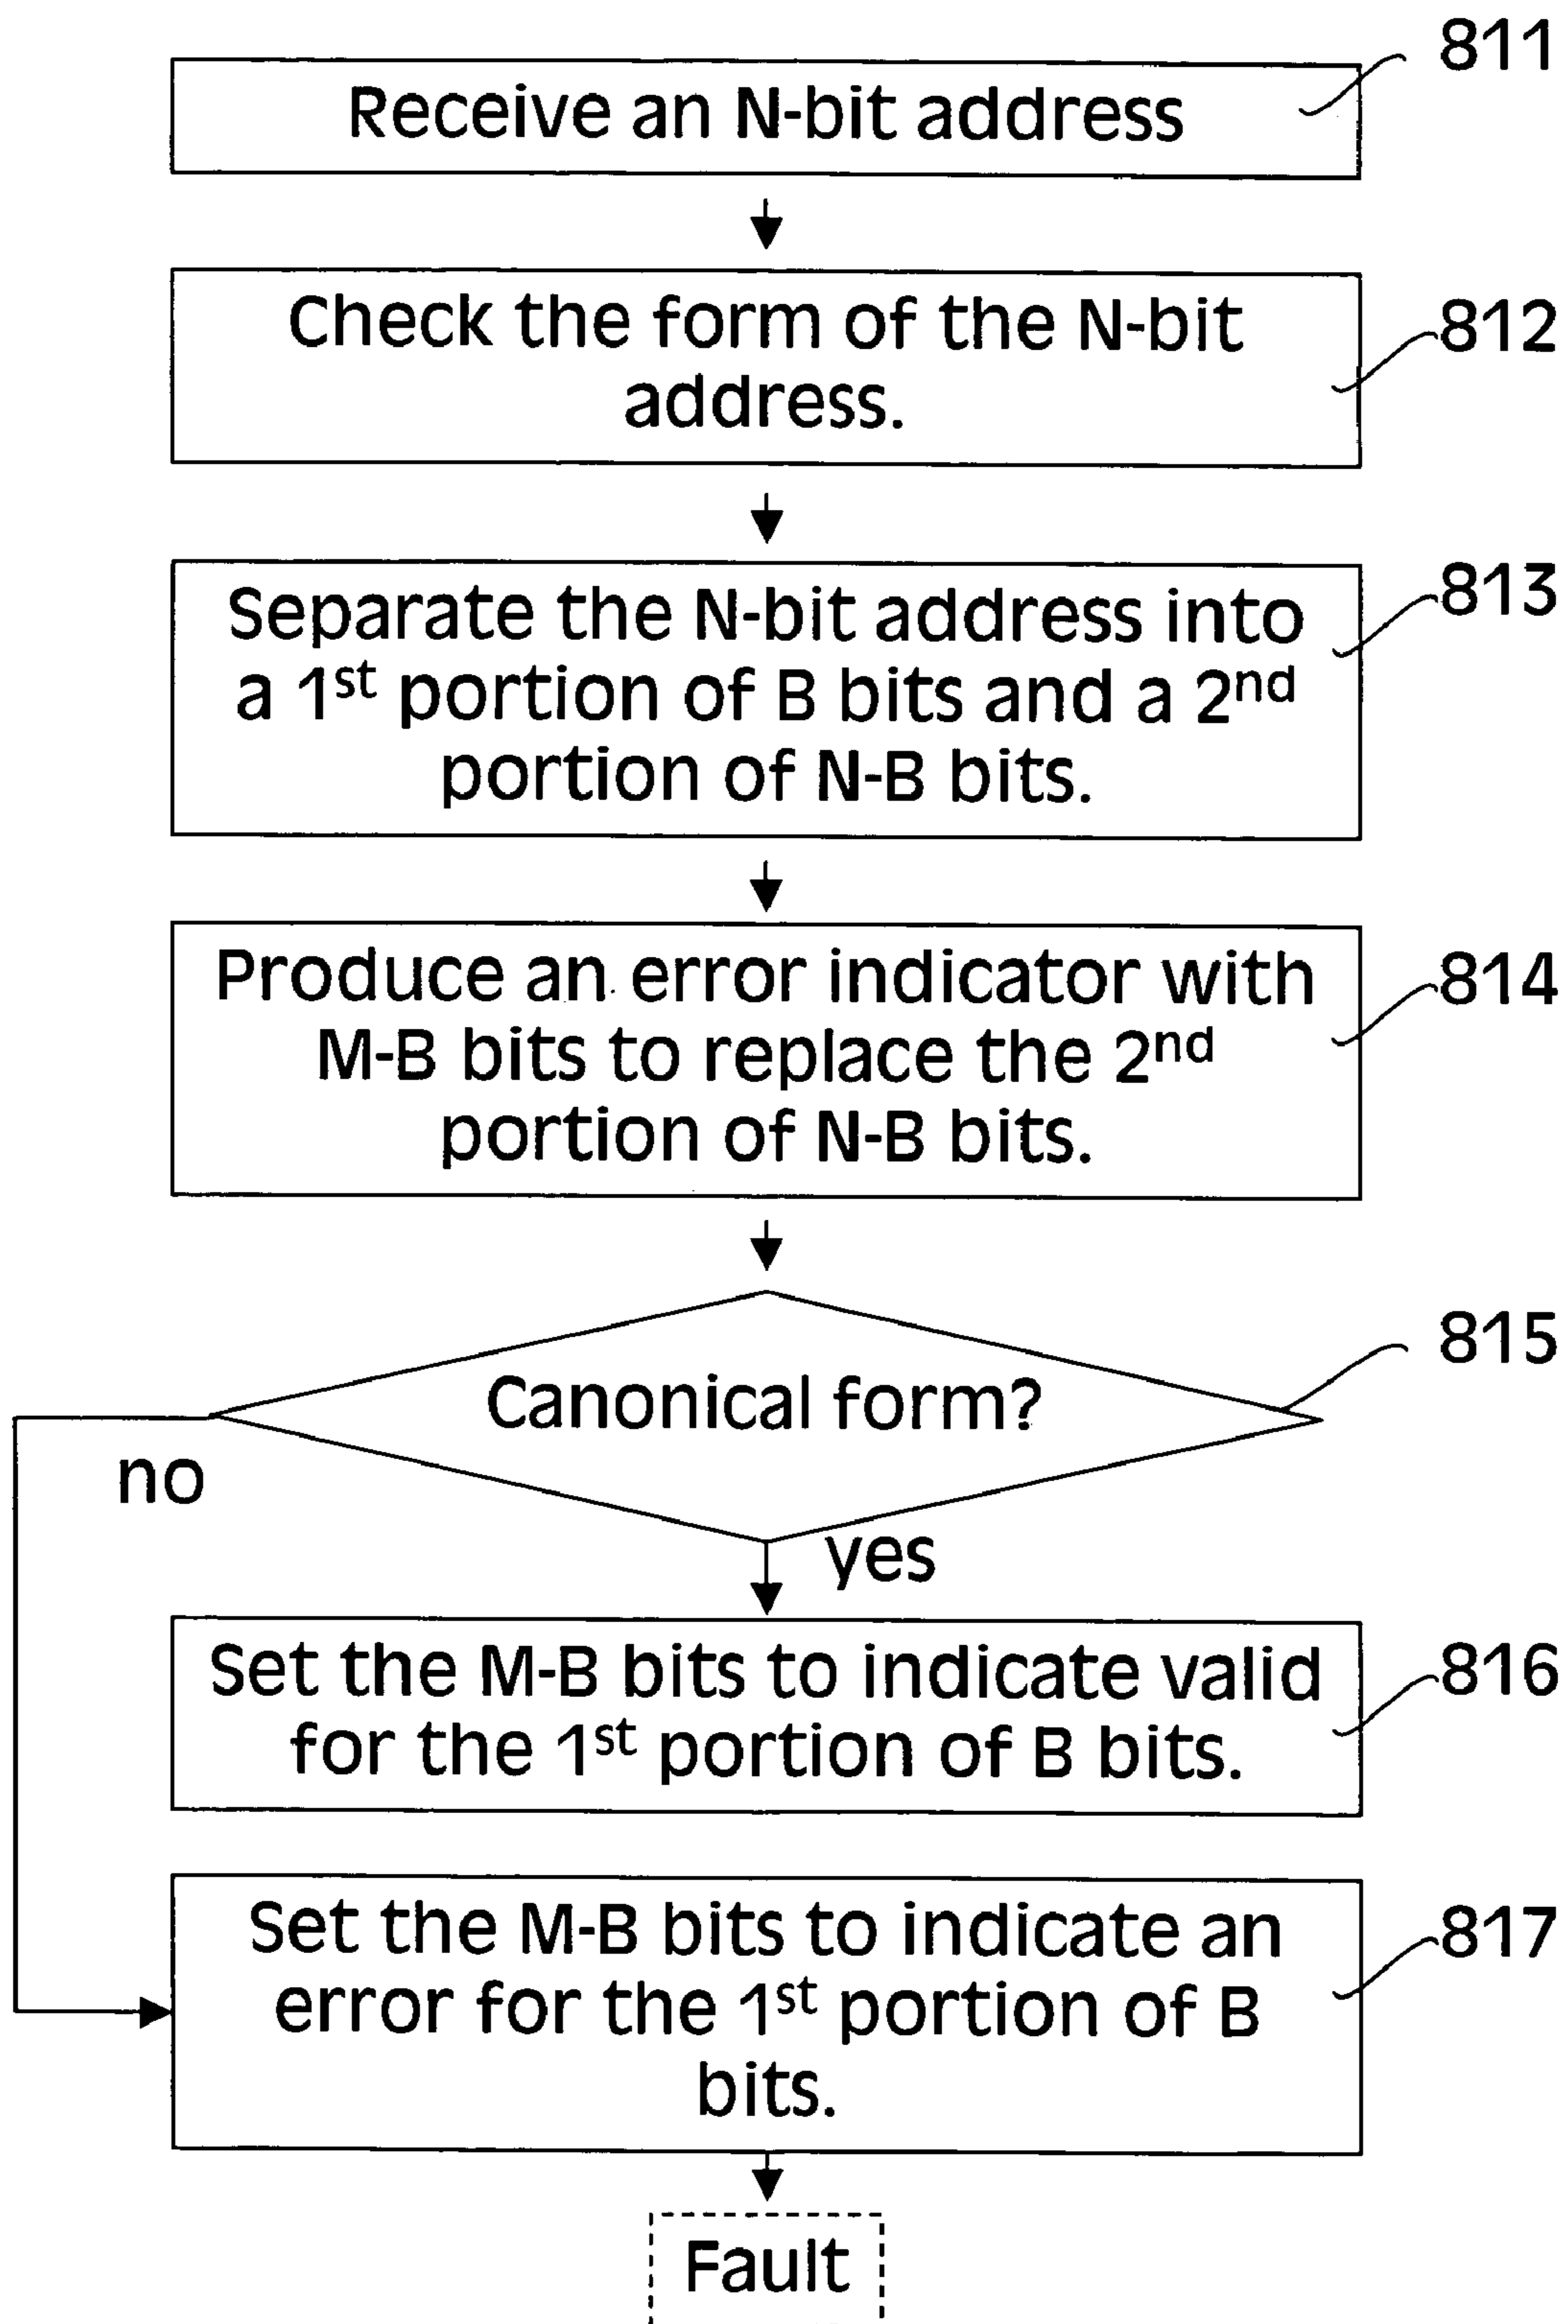 811
Receive an N-bit address
812
Check the form of the N-bit
address.
813
Separate the N-bit address into
a 1st portion of B bits and a 2nd
portion of N-B bits.
814
Produce an error indicator with
M-B bits to replace the 2nd
portion of N-B bits.
815
Canonical form?
no
yes
816
Set the M-B bits to indicate valid
for the 1st portion of B bits.
817
Set the M-B bits to indicate an
error for the 1st portion of B
bits.
Fault